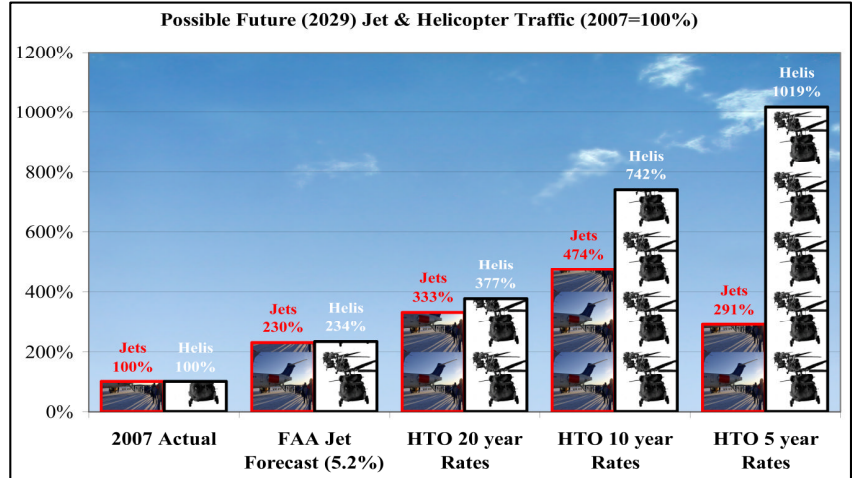 Possible Future (2029) Jet & Helicopter Traffic (2007=100%)
1200%
1000%
800%
600%
400%
200%
0%
Jets
100%
Helis
100%
Jets
230%
Helis
234%
Jets
333%
Helis
377%
Jets
474%
Helis
742%
Jets
291%
Helis
1019%
2007 Actual
FAA Jet
Forecast (5.2%)
HTO 20 year
Rates
HTO 10 year
Rates
HTO 5 year
Rates